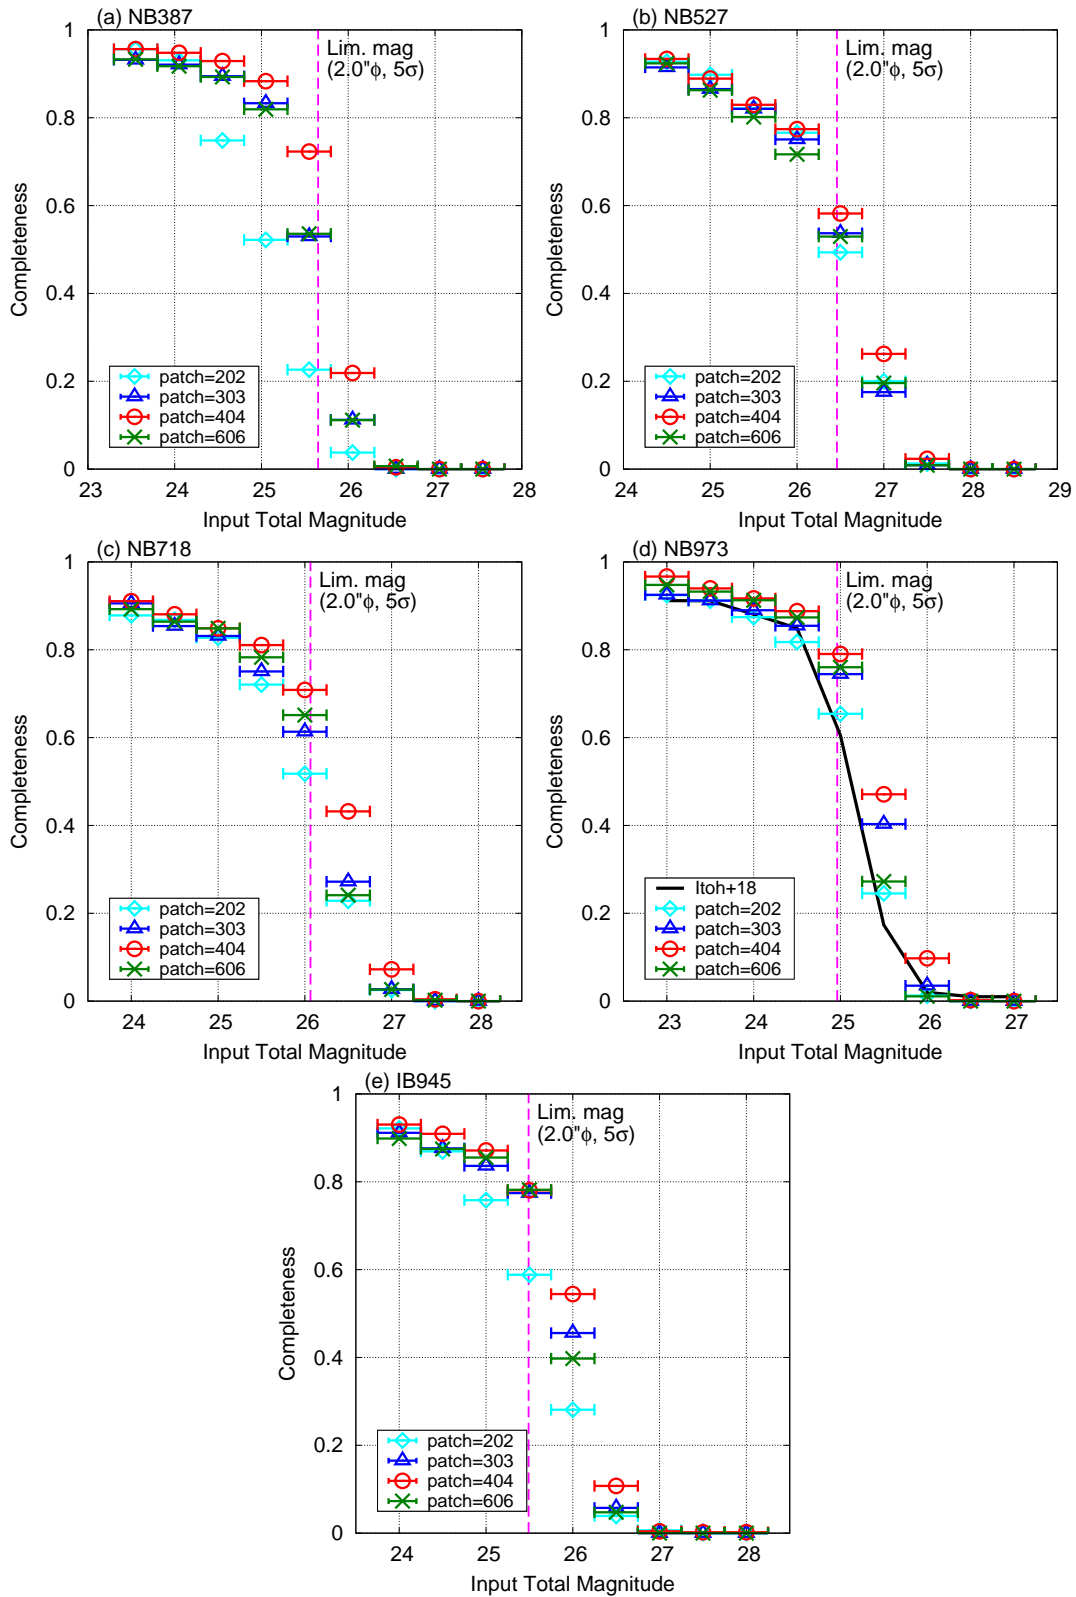 (a) NB387
Lim. mag
(2.0"φ, 5σ)
Completeness
1
0.8
0.6
0.4
0.2
0
patch=202
patch=303
patch=404
patch=606
23 24 25 26 27 28
Input Total Magnitude
(b) NB527
Lim. mag
(2.0"φ, 5σ)
Completeness
1
0.8
0.6
0.4
0.2
0
patch=202
patch=303
patch=404
patch=606
24 25 26 27 28 29
Input Total Magnitude
(c) NB718
Lim. mag
(2.0"φ, 5σ)
Completeness
1
0.8
0.6
0.4
0.2
0
patch=202
patch=303
patch=404
patch=606
24 25 26 27 28
Input Total Magnitude
(d) NB973
Lim. mag
(2.0"φ, 5σ)
Completeness
1
0.8
0.6
0.4
0.2
0
Itoh+18
patch=202
patch=303
patch=404
patch=606
23 24 25 26 27
Input Total Magnitude
(e) IB945
Lim. mag
(2.0"φ, 5σ)
Completeness
1
0.8
0.6
0.4
0.2
0
patch=202
patch=303
patch=404
patch=606
24 25 26 27 28
Input Total Magnitude